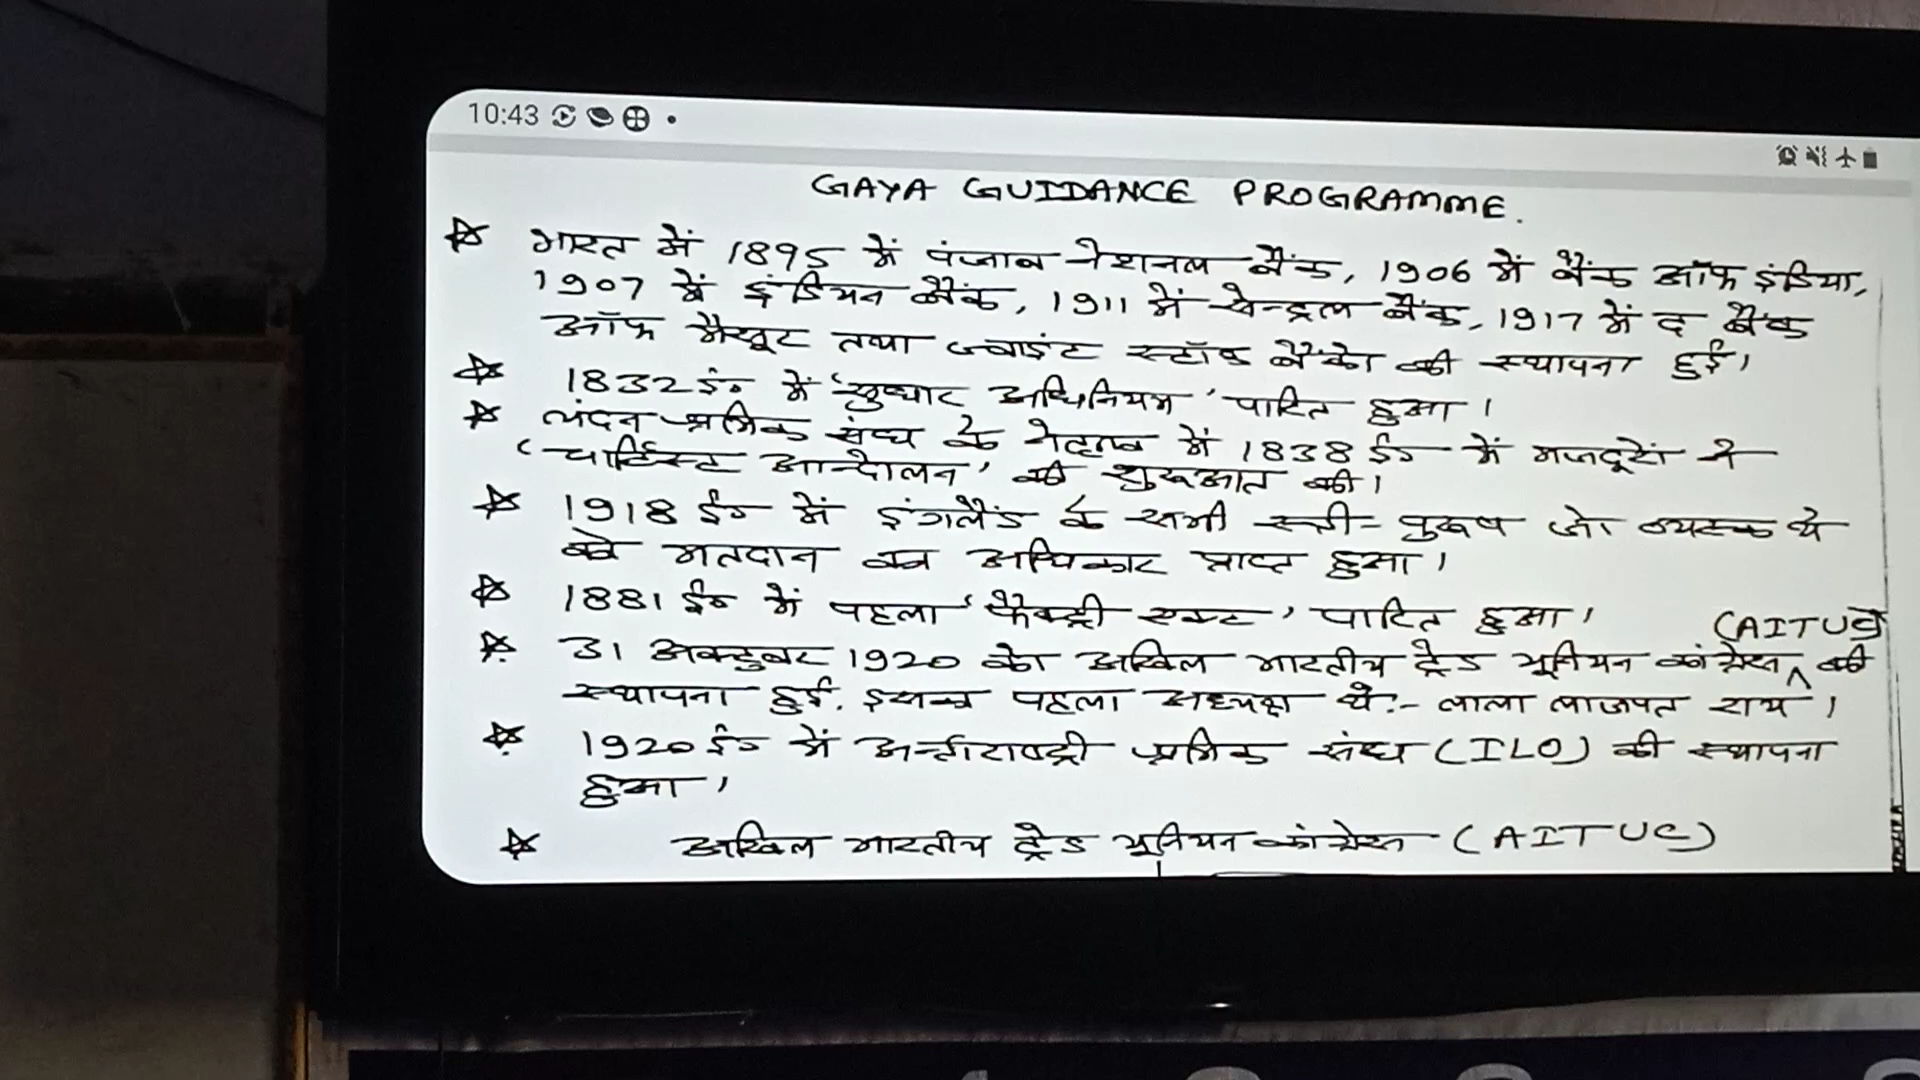 10:43
GAYA GUIDANCE PROGRAMME.
☆ भारत में 1895 में पंजाब नेशनल बैंक, 1906 में बैंक ऑफ इंडिया,
1907 में इंडियन बैंक, 1911 में सेन्ट्रल बैंक, 1917 में द बैंक
ऑफ मैसूर तथा ज्वाइंट स्टॉक बैंको की स्थापना हुई।
☆ 1832 ई० में 'सुधार अधिनियम' पारित हुआ।
☆ लंदन श्रमिक संघ के नेतृत्व में 1838 ई० में मजदूरों ने
'चार्टिस्ट आन्दोलन' की शुरुआत की।
☆ 1918 ई० में इंगलैंड के सभी स्त्री-पुरुष जो व्यस्क थे
को मतदान का अधिकार प्राप्त हुआ।
☆ 1881 ई० में पहला 'फैक्ट्री एक्ट' पारित हुआ।
(AITUC)
☆ 31 अक्टुबर 1920 को अखिल भारतीय ट्रेड यूनियन कांग्रेस की
स्थापना हुई. इसका पहला अध्यक्ष थे:- लाला लाजपत राय।
☆ 1920 ई० में अर्न्तराष्ट्री श्रमिक संघ (ILO) की स्थापना
हुआ।
☆ अखिल भारतीय ट्रेड यूनियन कांग्रेस (AITUC)